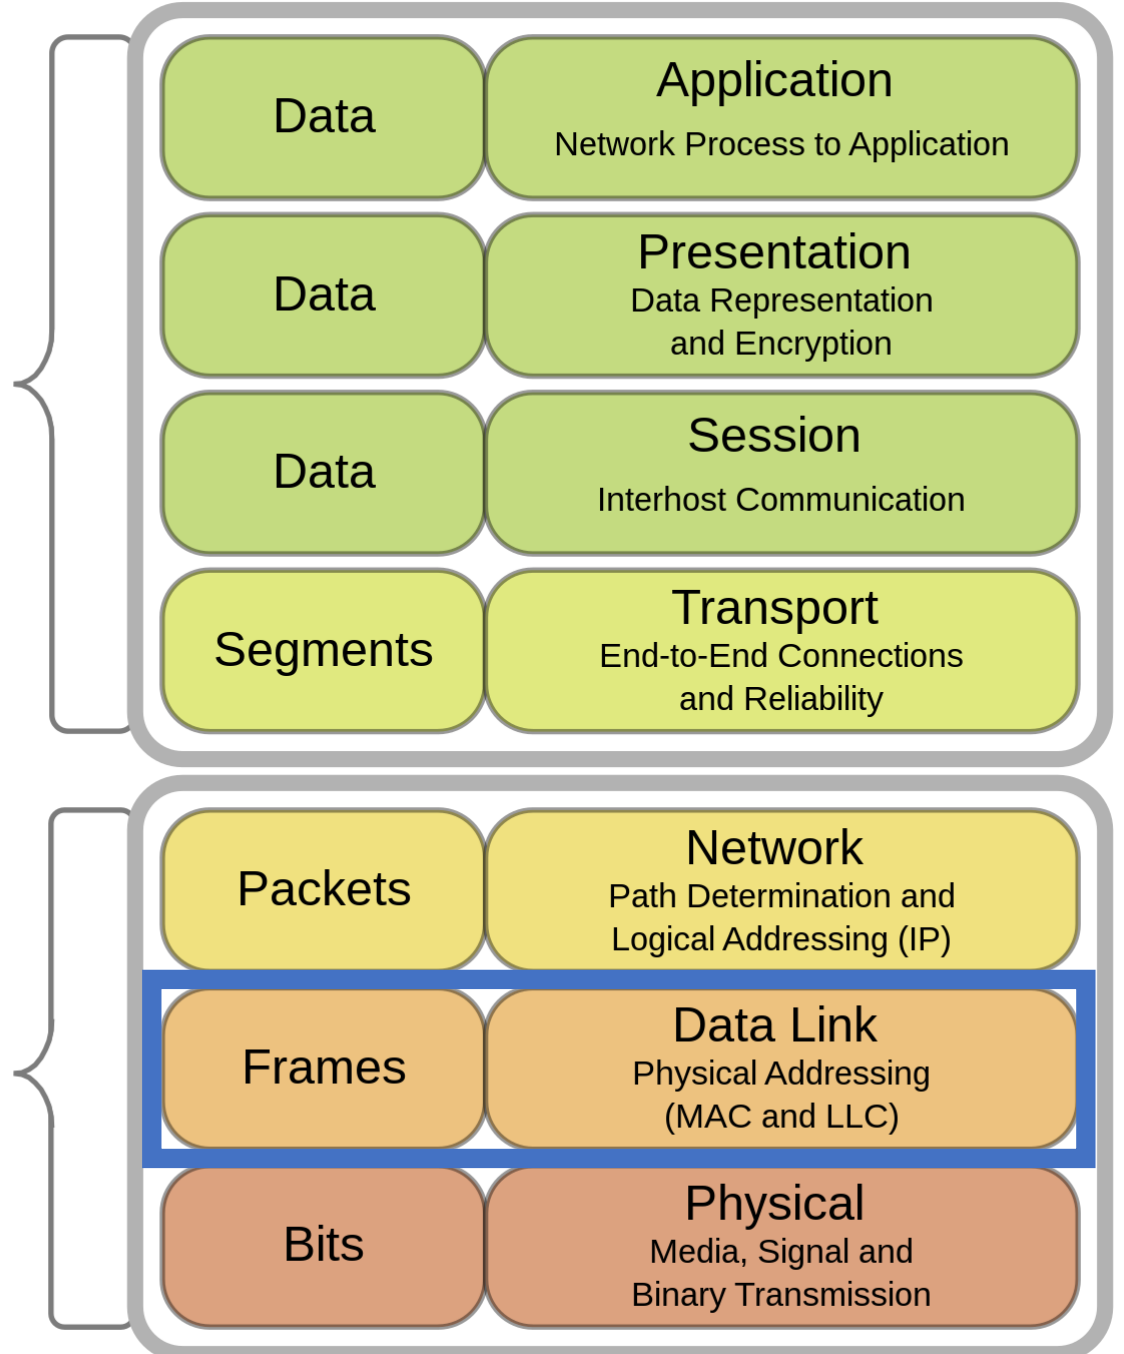 Data
Application
Network Process to Application
Data
Presentation
Data Representation
and Encryption
Data
Session
Interhost Communication
Segments
Transport
End-to-End Connections
and Reliability
Packets
Network
Path Determination and
Logical Addressing (IP)
Frames
Data Link
Physical Addressing
(MAC and LLC)
Bits
Physical
Media, Signal and
Binary Transmission